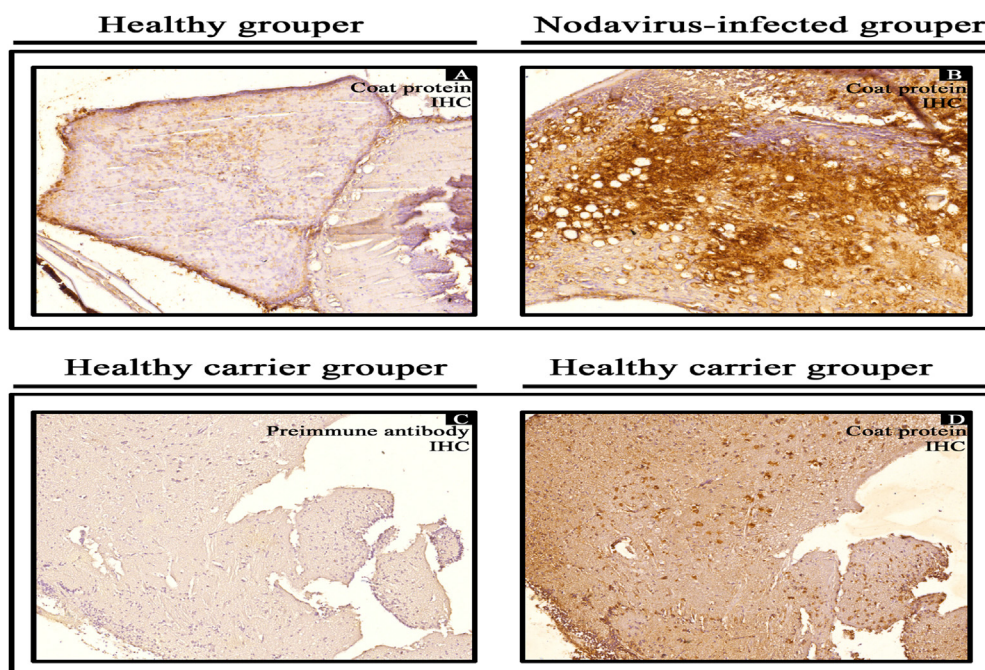 Healthy grouper
Nodavirus-infected grouper
A
Coat protein
IHC
B
Coat protein
IHC
Healthy carrier grouper
Healthy carrier grouper
C
Preimmune antibody
IHC
D
Coat protein
IHC